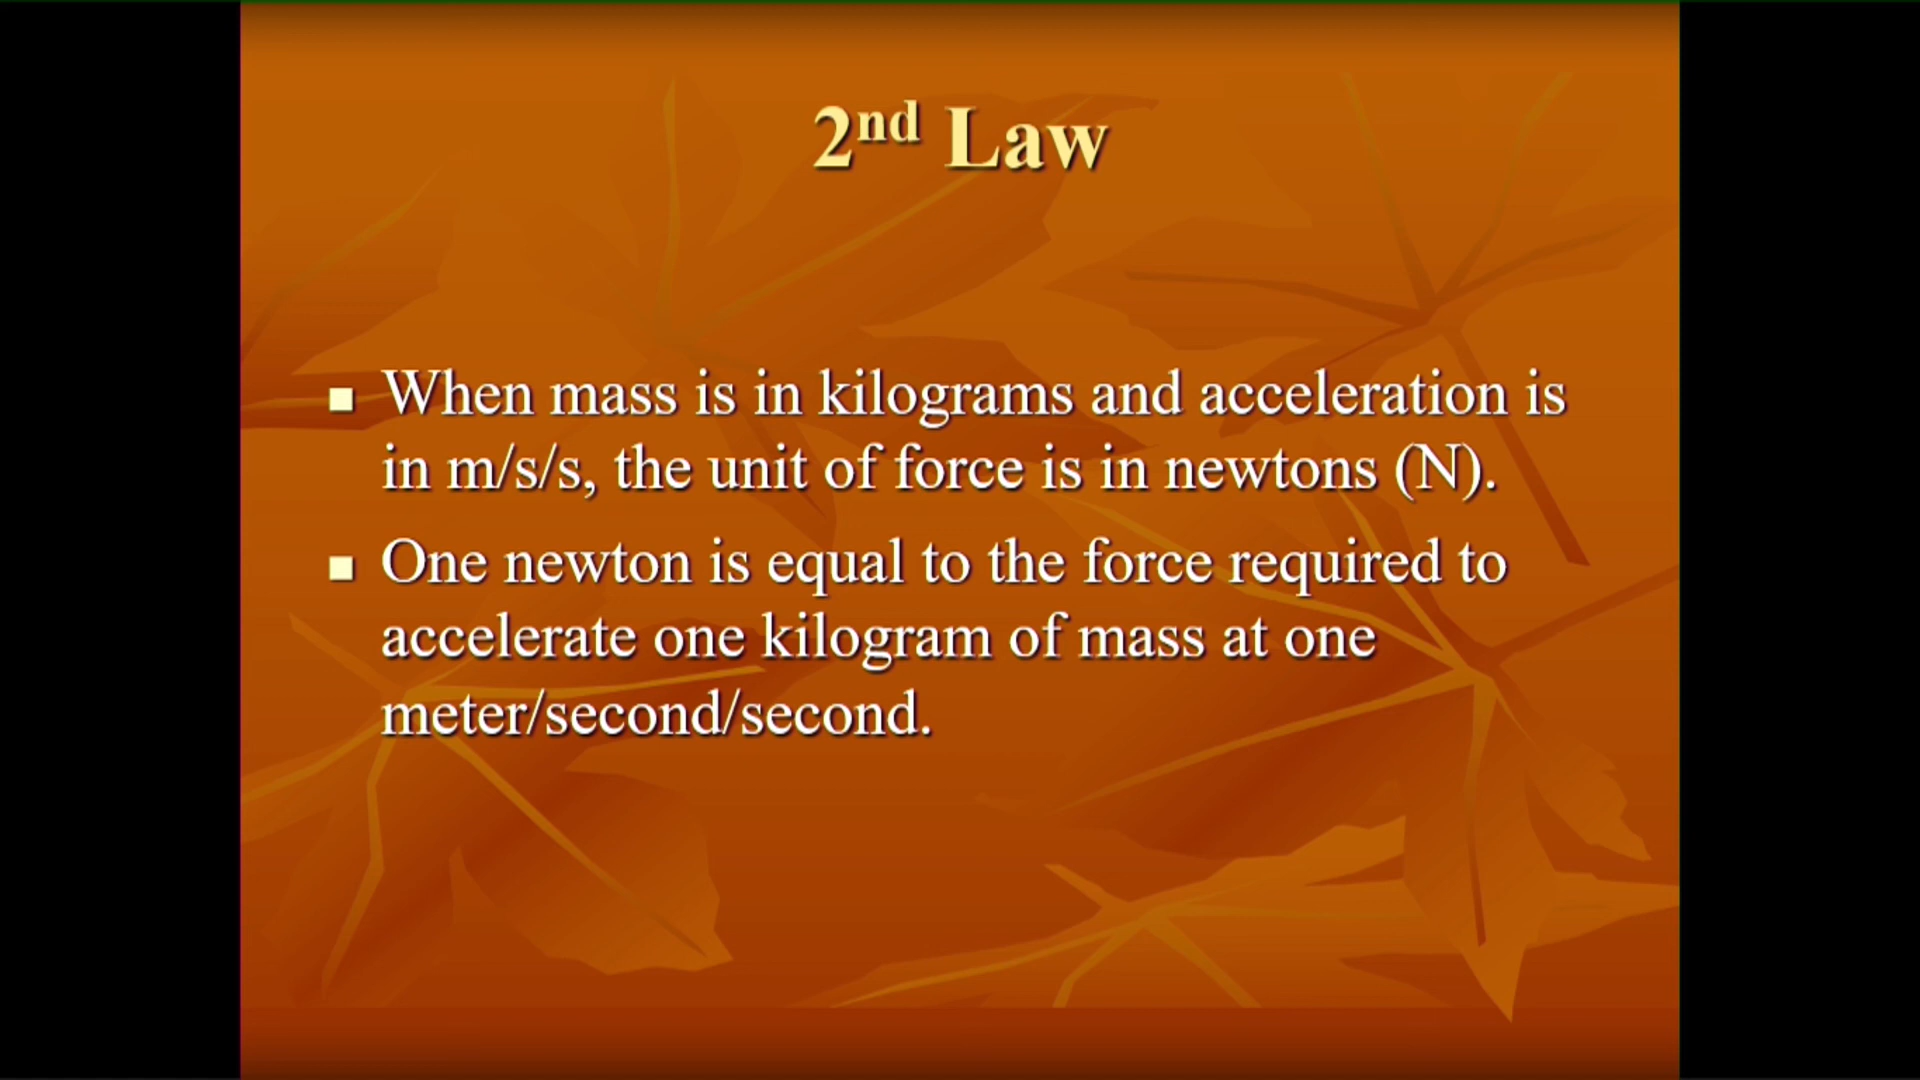 2nd Law
■ When mass is in kilograms and acceleration is
in m/s/s, the unit of force is in newtons (N).
■ One newton is equal to the force required to
accelerate one kilogram of mass at one
meter/second/second.